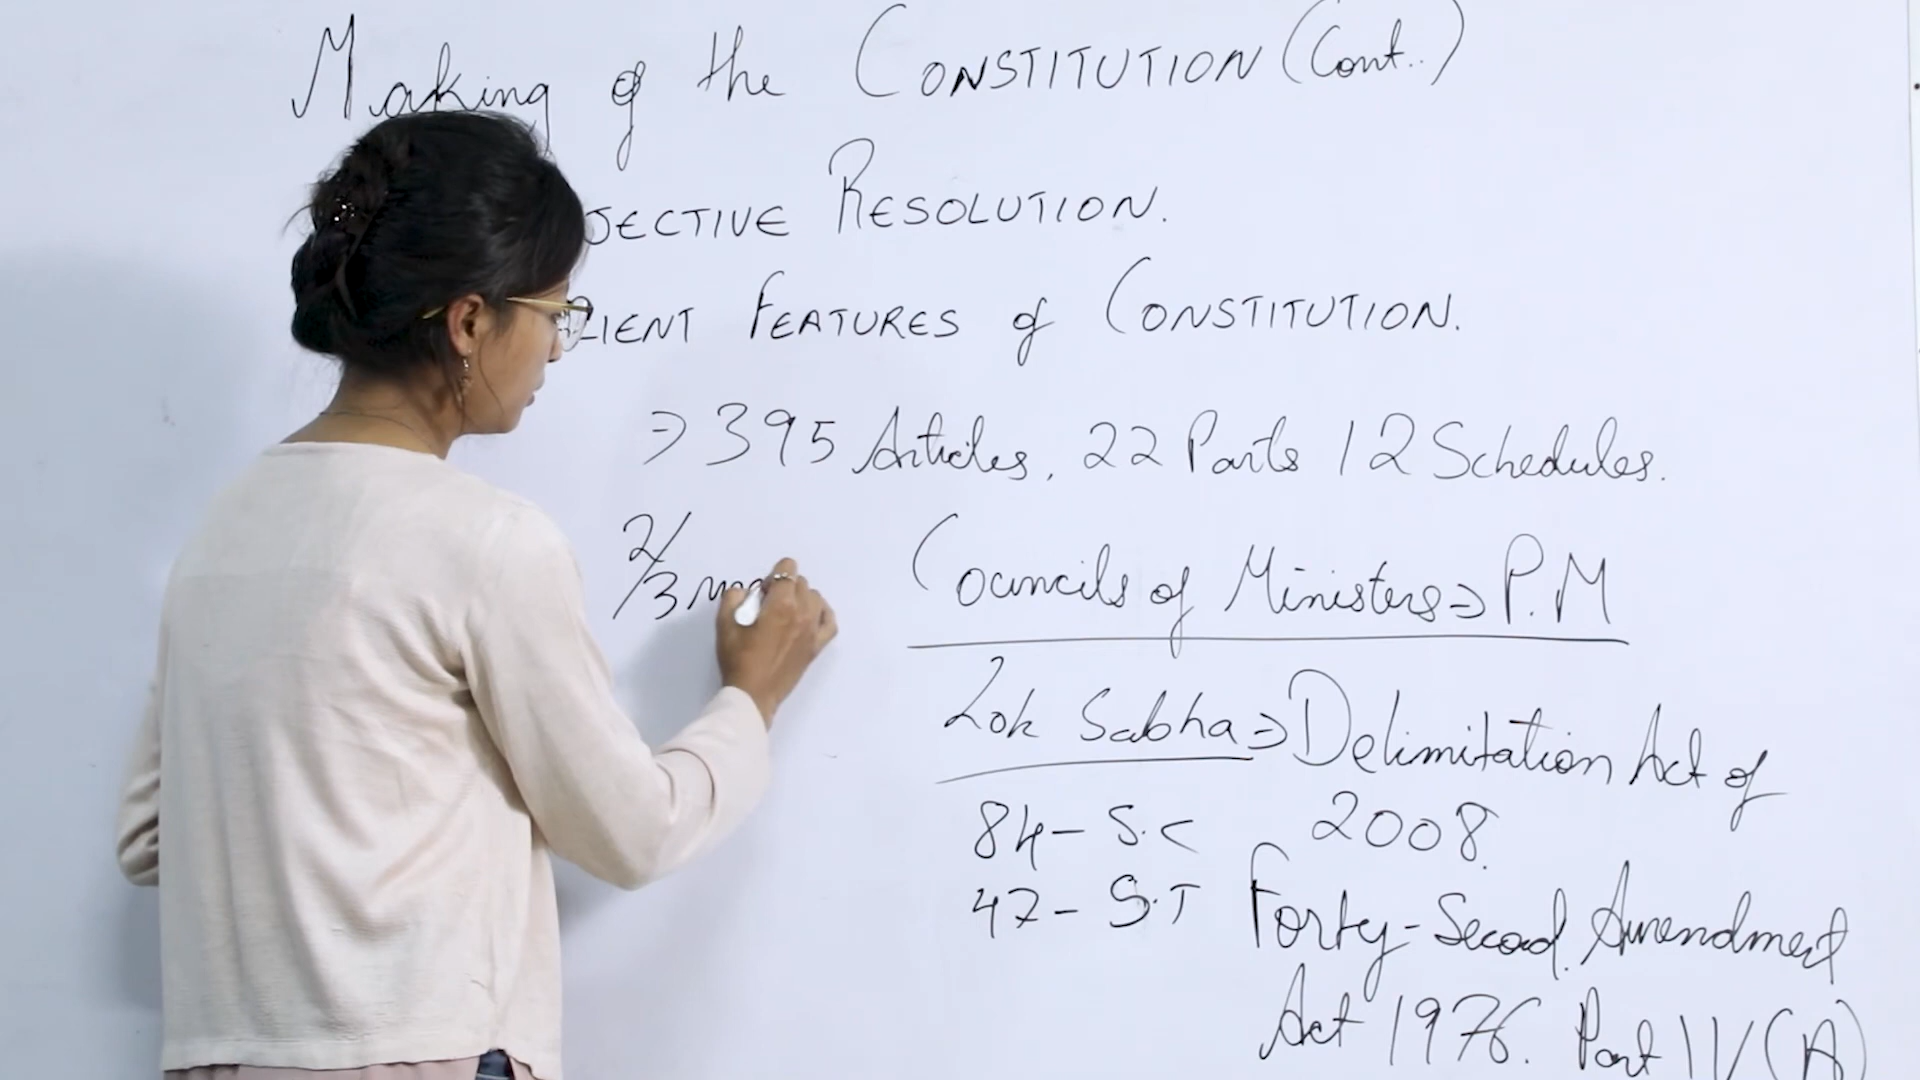 Making of the CONSTITUTION (Cont..)
JECTIVE RESOLUTION.
LIENT FEATURES of CONSTITUTION.
⇒ 395 Articles, 22 Parts 12 Schedules.
2/3
Councils of Ministers ⇒ P.M
Lok Sabha ⇒ Delimitation Act of
2008.
84 - S.C
47 - S.T
Forty-Second Amendment
Act 1976. Part IV (A)